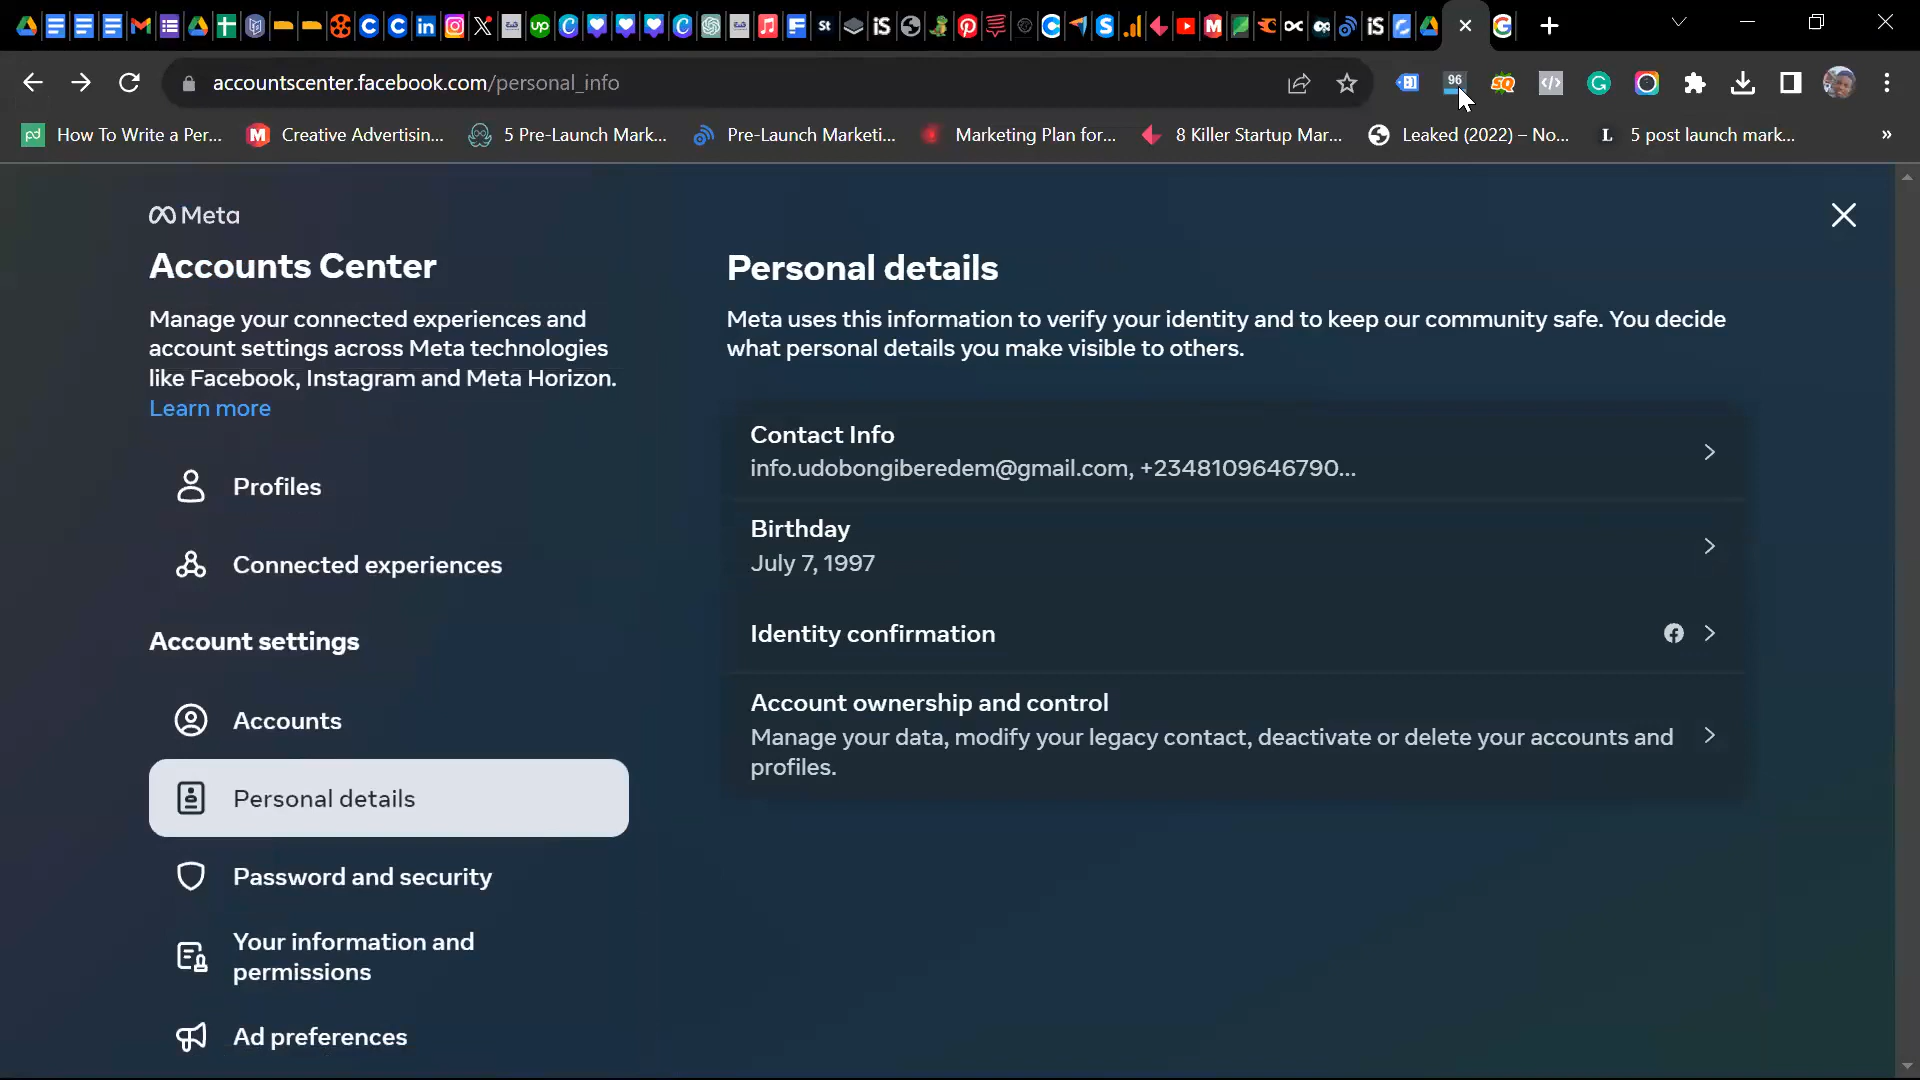 accountscenter.facebook.com/personal_info
96
How To Write a Per...
Creative Advertisin...
5 Pre-Launch Mark...
Pre-Launch Marketi...
Marketing Plan for...
8 Killer Startup Mar...
Leaked (2022) – No...
5 post launch mark...
»
Meta
Accounts Center
Manage your connected experiences and
account settings across Meta technologies
like Facebook, Instagram and Meta Horizon.
Learn more
Profiles
Connected experiences
Account settings
Accounts
Personal details
Password and security
Your information and
permissions
Ad preferences
Personal details
Meta uses this information to verify your identity and to keep our community safe. You decide
what personal details you make visible to others.
Contact Info
info.udobongiberedem@gmail.com, +2348109646790...
Birthday
July 7, 1997
Identity confirmation
Account ownership and control
Manage your data, modify your legacy contact, deactivate or delete your accounts and
profiles.